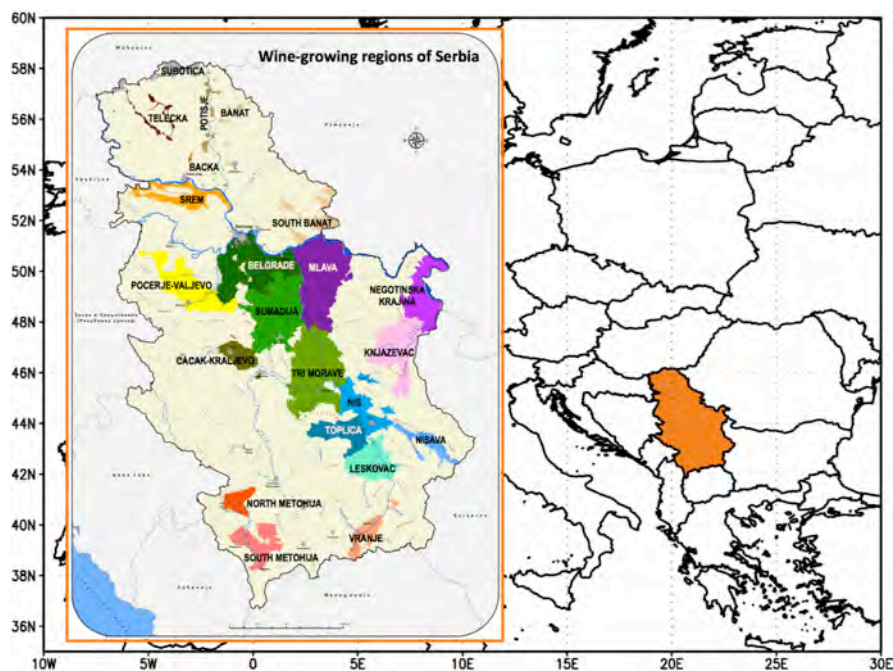 60N
58N
56N
54N
52N
50N
48N
46N
44N
42N
40N
38N
36N
10W
5W
0
5E
10E
15E
20E
25E
30E
Wine-growing regions of Serbia
SUBOTICA
TELECKA
POTISJE
BANAT
BACKA
SREM
SOUTH BANAT
BELGRADE
MLAVA
POCERJE-VALJEVO
NEGOTINSKA
KRAJINA
SUMADIJA
CACAK-KRALJEVO
KNJAZEVAC
TRI MORAVE
NIS
TOPLICA
NISAVA
LESKOVAC
NORTH METOHIJA
VRANJE
SOUTH METOHIJA